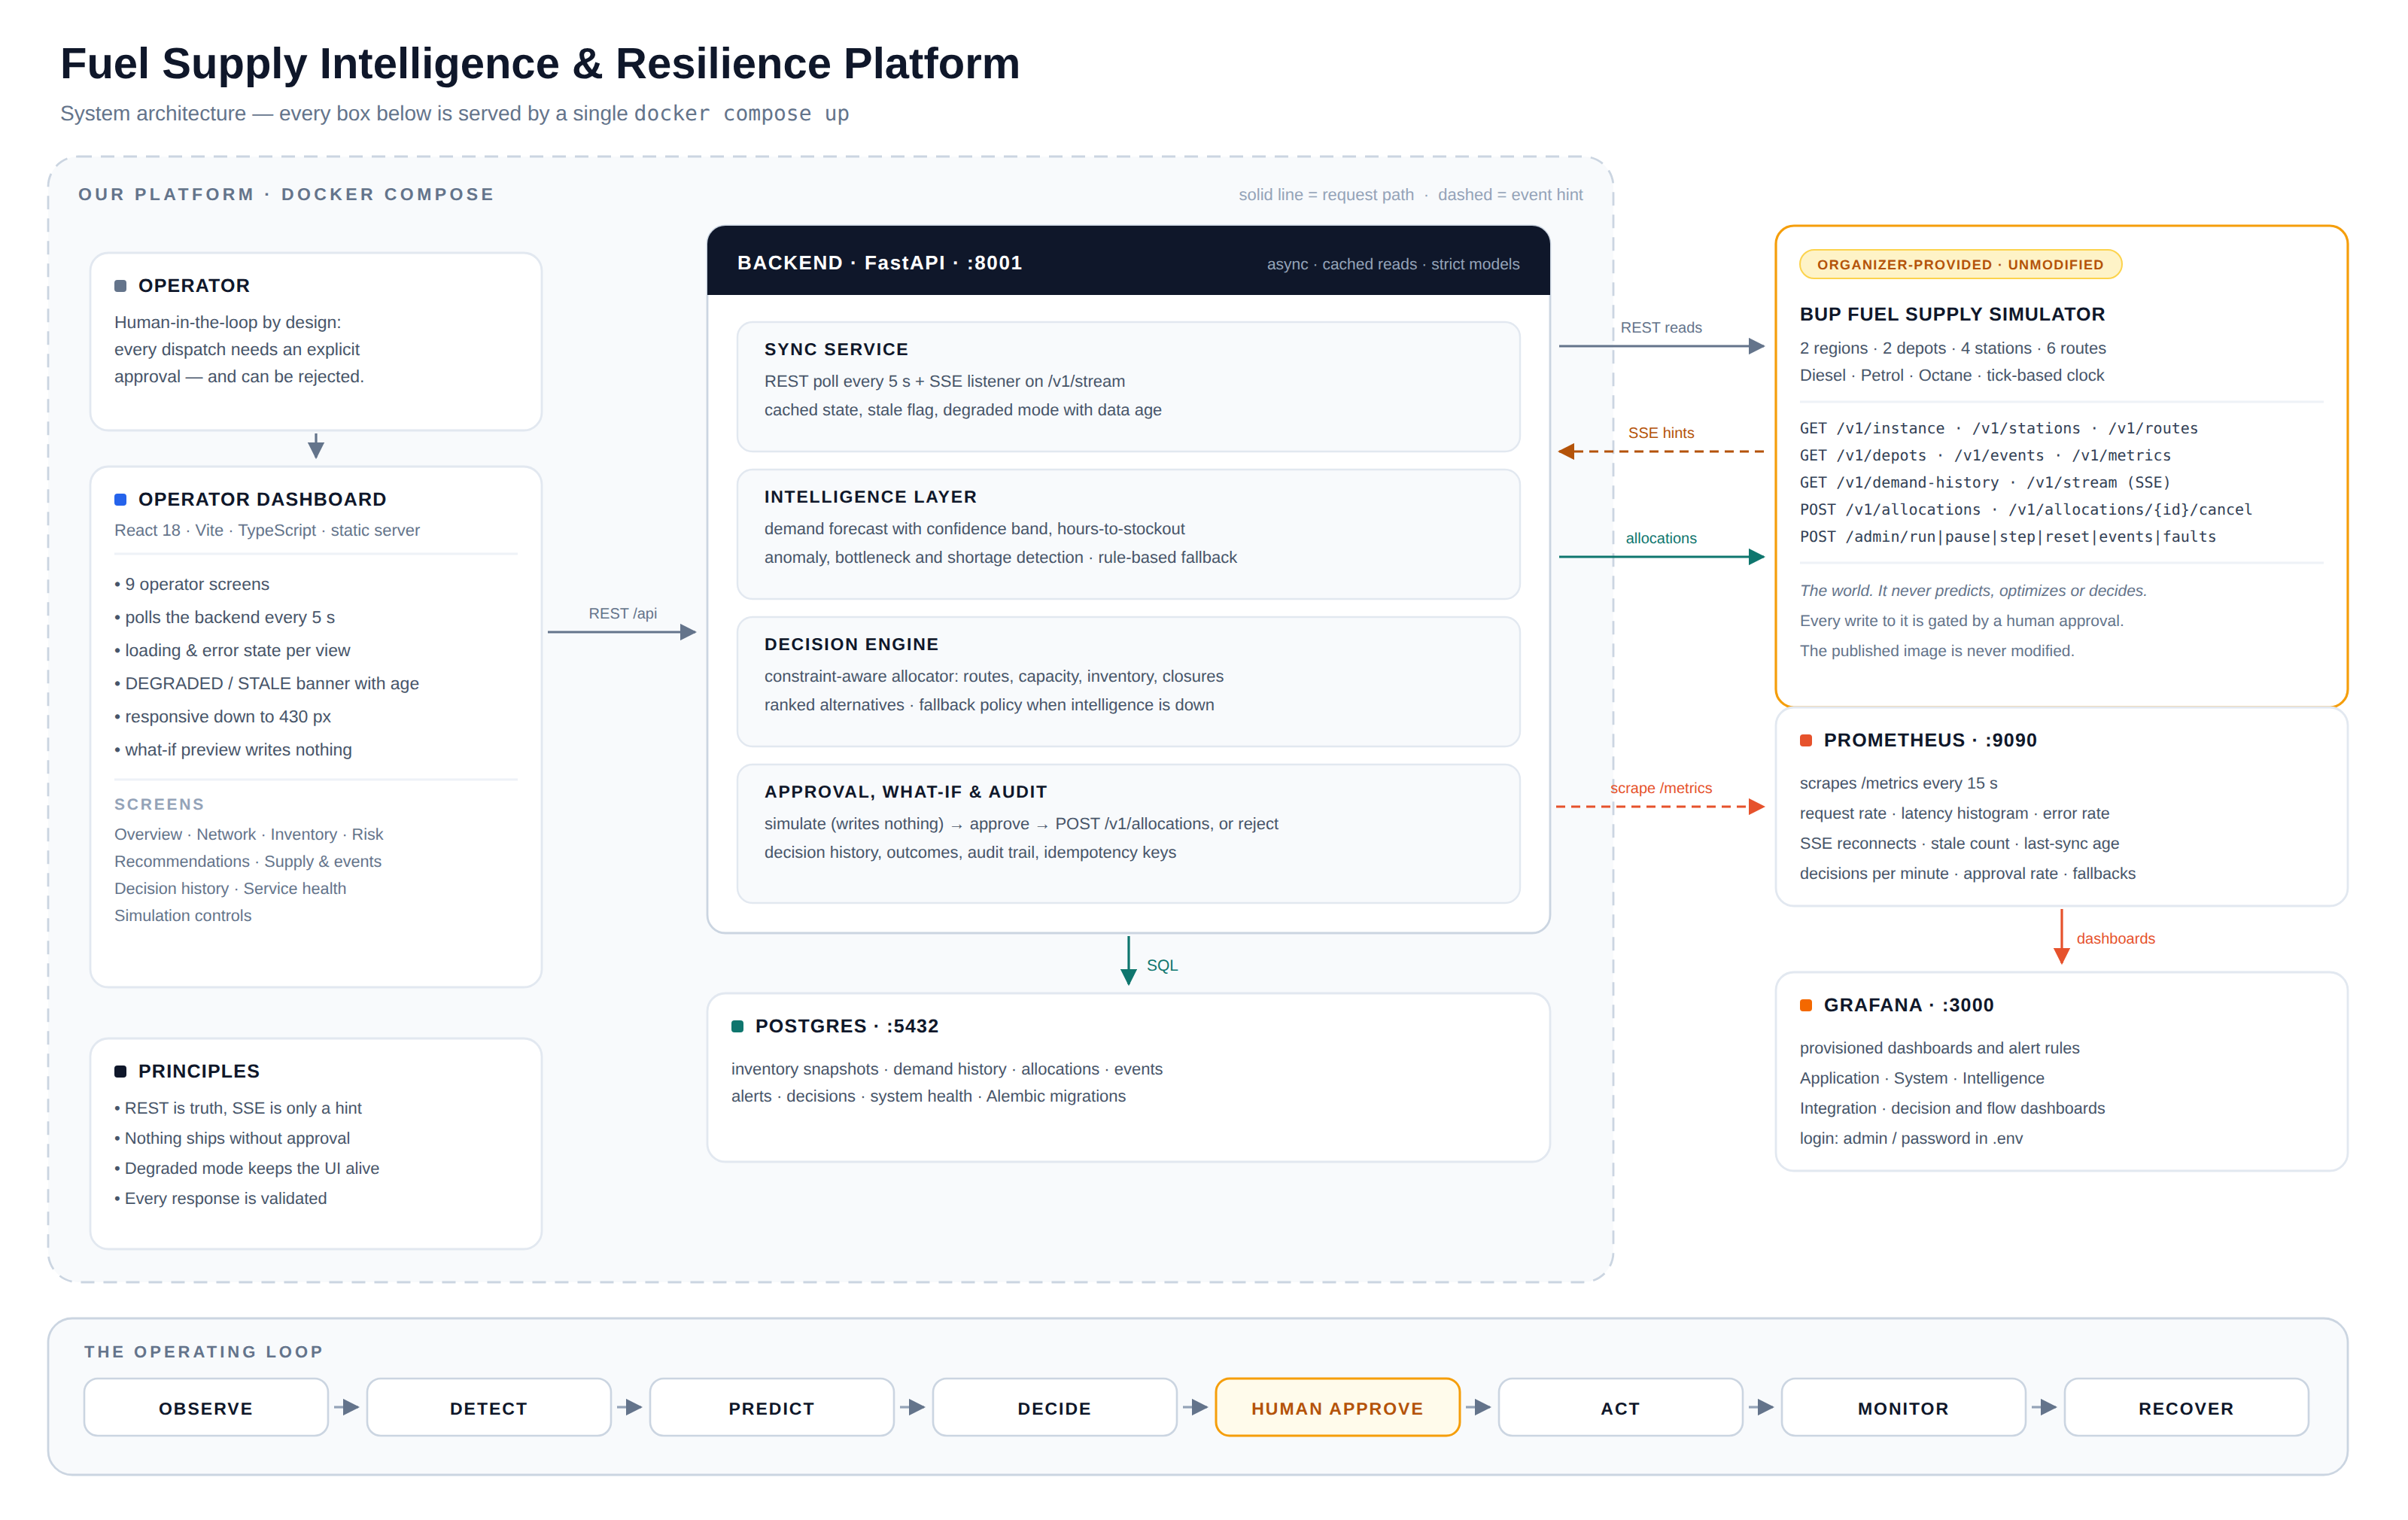 Fuel Supply Intelligence & Resilience Platform
System architecture — every box below is served by a single docker compose up
OUR PLATFORM · DOCKER COMPOSE
solid line = request path · dashed = event hint
OPERATOR
Human-in-the-loop by design:
every dispatch needs an explicit
approval — and can be rejected.
OPERATOR DASHBOARD
React 18 · Vite · TypeScript · static server
• 9 operator screens
• polls the backend every 5 s
• loading & error state per view
• DEGRADED / STALE banner with age
• responsive down to 430 px
• what-if preview writes nothing
SCREENS
Overview · Network · Inventory · Risk
Recommendations · Supply & events
Decision history · Service health
Simulation controls
PRINCIPLES
• REST is truth, SSE is only a hint
• Nothing ships without approval
• Degraded mode keeps the UI alive
• Every response is validated
REST /api
BACKEND · FastAPI · :8001
async · cached reads · strict models
SYNC SERVICE
REST poll every 5 s + SSE listener on /v1/stream
cached state, stale flag, degraded mode with data age
INTELLIGENCE LAYER
demand forecast with confidence band, hours-to-stockout
anomaly, bottleneck and shortage detection · rule-based fallback
DECISION ENGINE
constraint-aware allocator: routes, capacity, inventory, closures
ranked alternatives · fallback policy when intelligence is down
APPROVAL, WHAT-IF & AUDIT
simulate (writes nothing) → approve → POST /v1/allocations, or reject
decision history, outcomes, audit trail, idempotency keys
SQL
POSTGRES · :5432
inventory snapshots · demand history · allocations · events
alerts · decisions · system health · Alembic migrations
REST reads
SSE hints
allocations
scrape /metrics
ORGANIZER-PROVIDED · UNMODIFIED
BUP FUEL SUPPLY SIMULATOR
2 regions · 2 depots · 4 stations · 6 routes
Diesel · Petrol · Octane · tick-based clock
GET /v1/instance · /v1/stations · /v1/routes
GET /v1/depots · /v1/events · /v1/metrics
GET /v1/demand-history · /v1/stream (SSE)
POST /v1/allocations · /v1/allocations/{id}/cancel
POST /admin/run|pause|step|reset|events|faults
The world. It never predicts, optimizes or decides.
Every write to it is gated by a human approval.
The published image is never modified.
PROMETHEUS · :9090
scrapes /metrics every 15 s
request rate · latency histogram · error rate
SSE reconnects · stale count · last-sync age
decisions per minute · approval rate · fallbacks
dashboards
GRAFANA · :3000
provisioned dashboards and alert rules
Application · System · Intelligence
Integration · decision and flow dashboards
login: admin / password in .env
THE OPERATING LOOP
OBSERVE
DETECT
PREDICT
DECIDE
HUMAN APPROVE
ACT
MONITOR
RECOVER